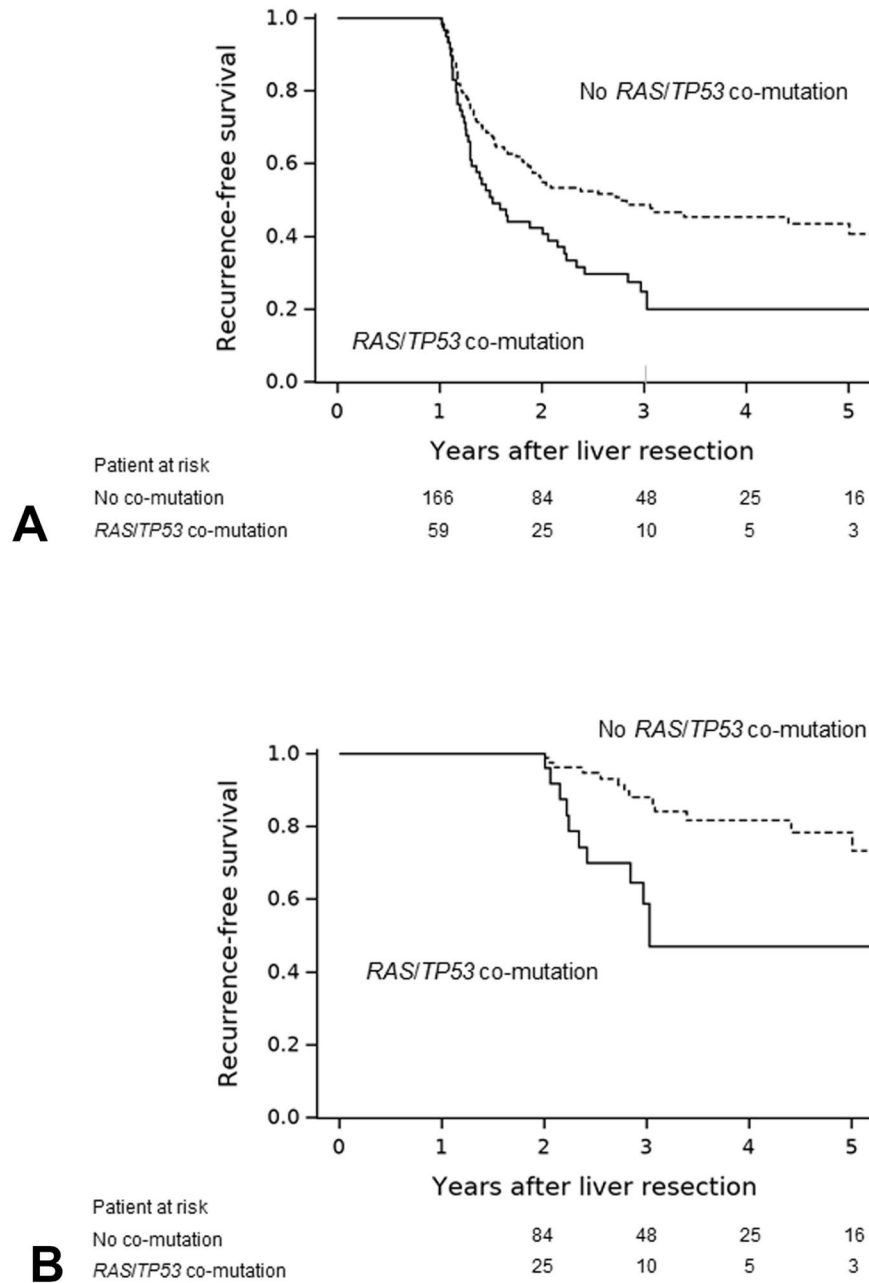 1.0
No RAS/TP53 co-mutation
0.8
0.6
0.4
0.2
RAS/TP53 co-mutation
0.0
Recurrence-free survival
0 1 2 3 4 5
Years after liver resection
Patient at risk
No co-mutation 166 84 48 25 16
RAS/TP53 co-mutation 59 25 10 5 3
A
No RAS/TP53 co-mutation
1.0
0.8
0.6
0.4
RAS/TP53 co-mutation
0.2
0.0
Recurrence-free survival
0 1 2 3 4 5
Years after liver resection
Patient at risk
No co-mutation 84 48 25 16
RAS/TP53 co-mutation 25 10 5 3
B